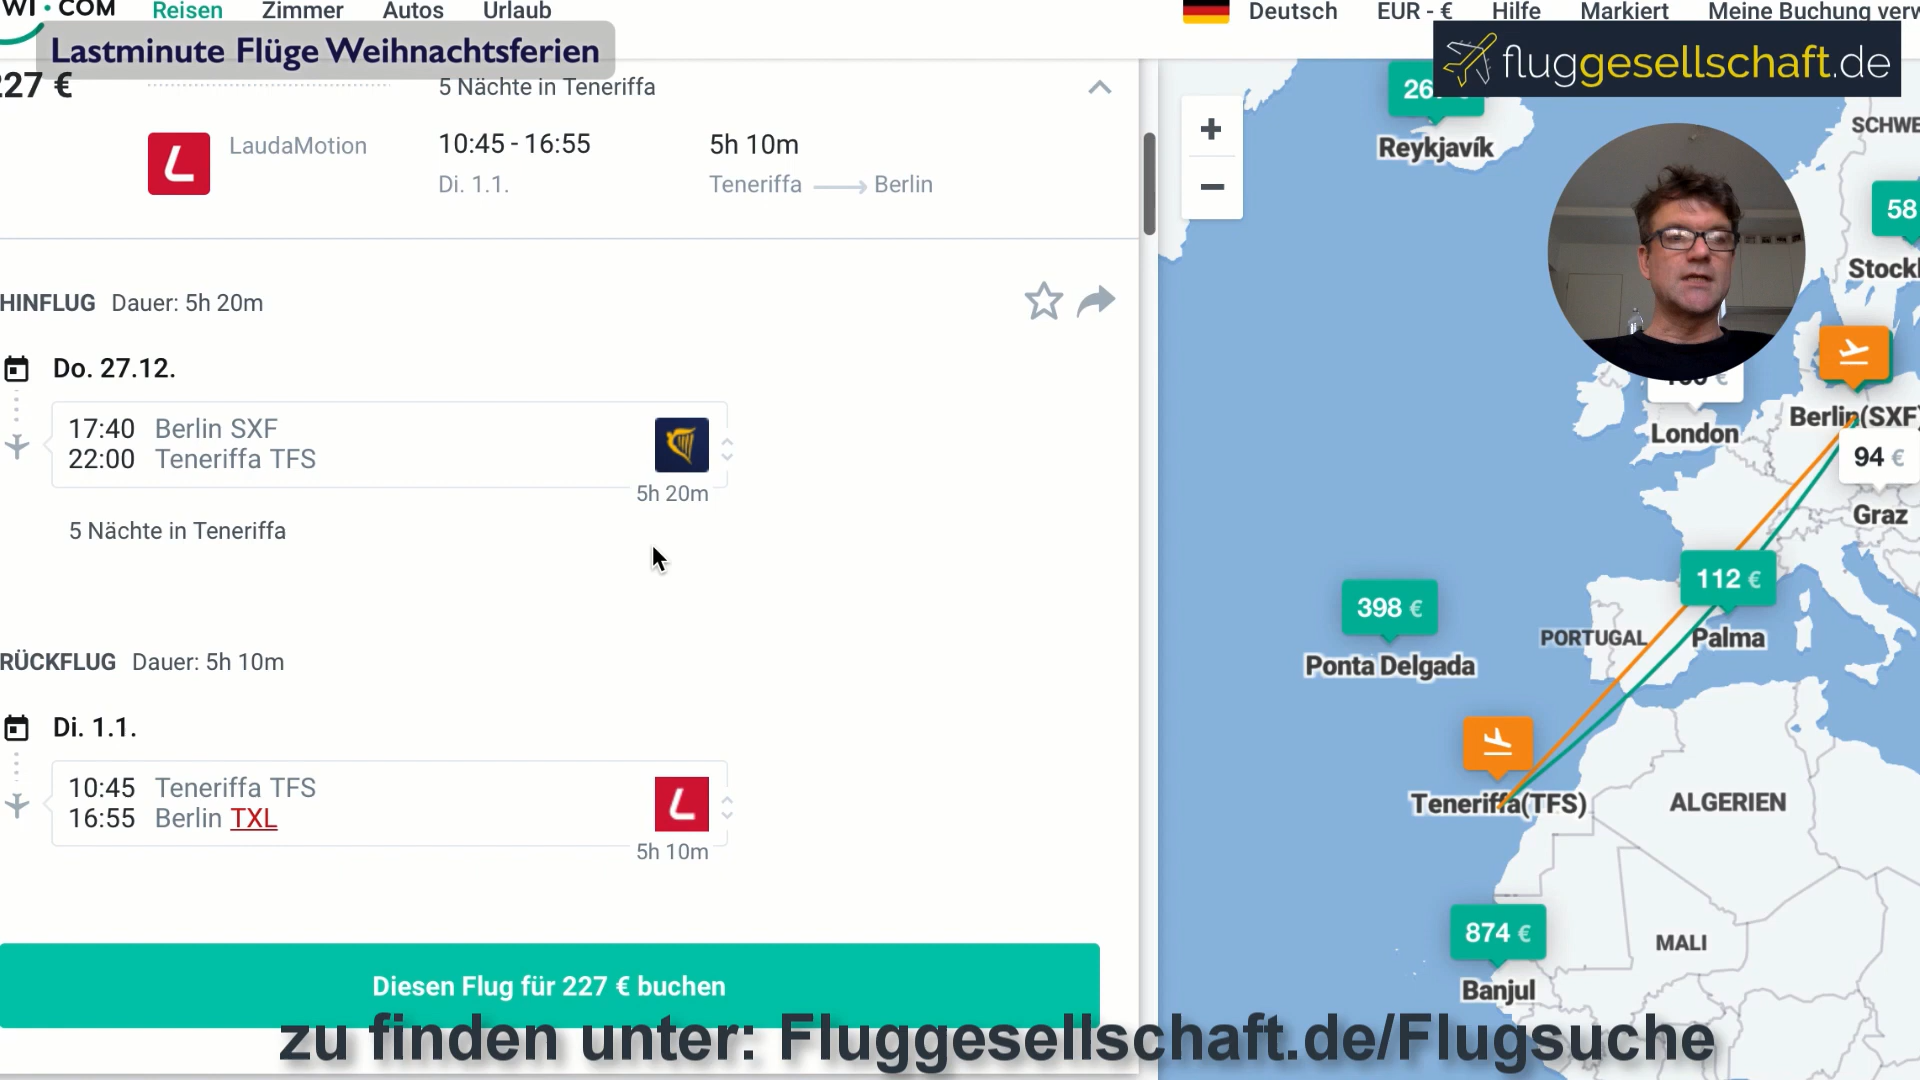 WI.COM Reisen Zimmer Autos Urlaub
Deutsch EUR - € Hilfe Markiert Meine Buchung verw
Lastminute Flüge Weihnachtsferien
fluggesellschaft.de
227 €
5 Nächte in Teneriffa
LaudaMotion
10:45 - 16:55
5h 10m
Di. 1.1.
Teneriffa Berlin
HINFLUG Dauer: 5h 20m
Do. 27.12.
17:40 Berlin SXF
22:00 Teneriffa TFS
5h 20m
5 Nächte in Teneriffa
RÜCKFLUG Dauer: 5h 10m
Di. 1.1.
10:45 Teneriffa TFS
16:55 Berlin TXL
5h 10m
Diesen Flug für 227 € buchen
zu finden unter: Fluggesellschaft.de/Flugsuche
+
−
Reykjavík
SCHWE
58
Stockh
Berlin(SXF)
London
94 €
Graz
112 €
Palma
398 €
Ponta Delgada
PORTUGAL
Teneriffa(TFS)
ALGERIEN
874 €
Banjul
MALI